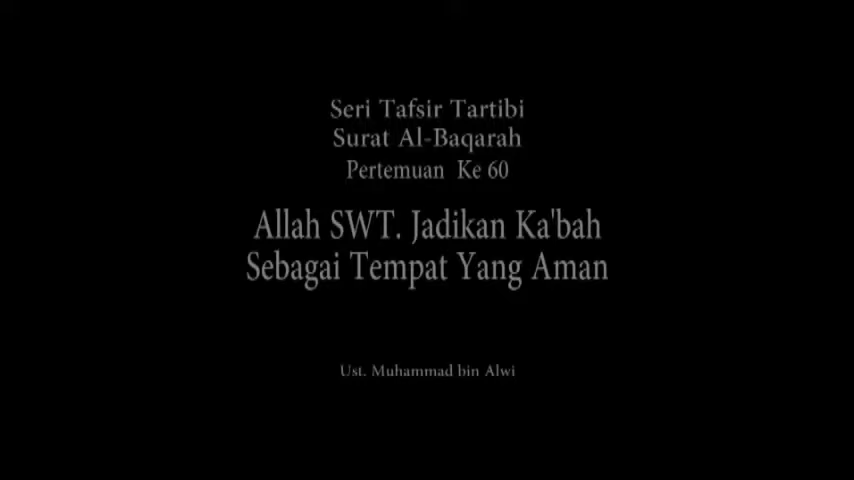 Seri Tafsir Tartibi
Surat Al-Baqarah
Pertemuan Ke 60
Allah SWT. Jadikan Ka'bah
Sebagai Tempat Yang Aman
Ust. Muhammad bin Alwi